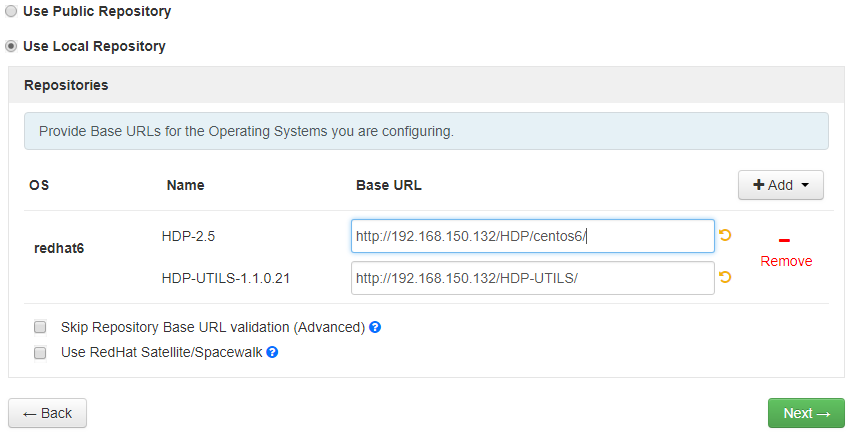 Use Public Repository
Use Local Repository
Repositories
Provide Base URLs for the Operating Systems you are configuring.
OS Name Base URL + Add
redhat6
HDP-2.5 http://192.168.150.132/HDP/centos6/
Remove
HDP-UTILS-1.1.0.21 http://192.168.150.132/HDP-UTILS/
Skip Repository Base URL validation (Advanced) ?
Use RedHat Satellite/Spacewalk ?
← Back Next →